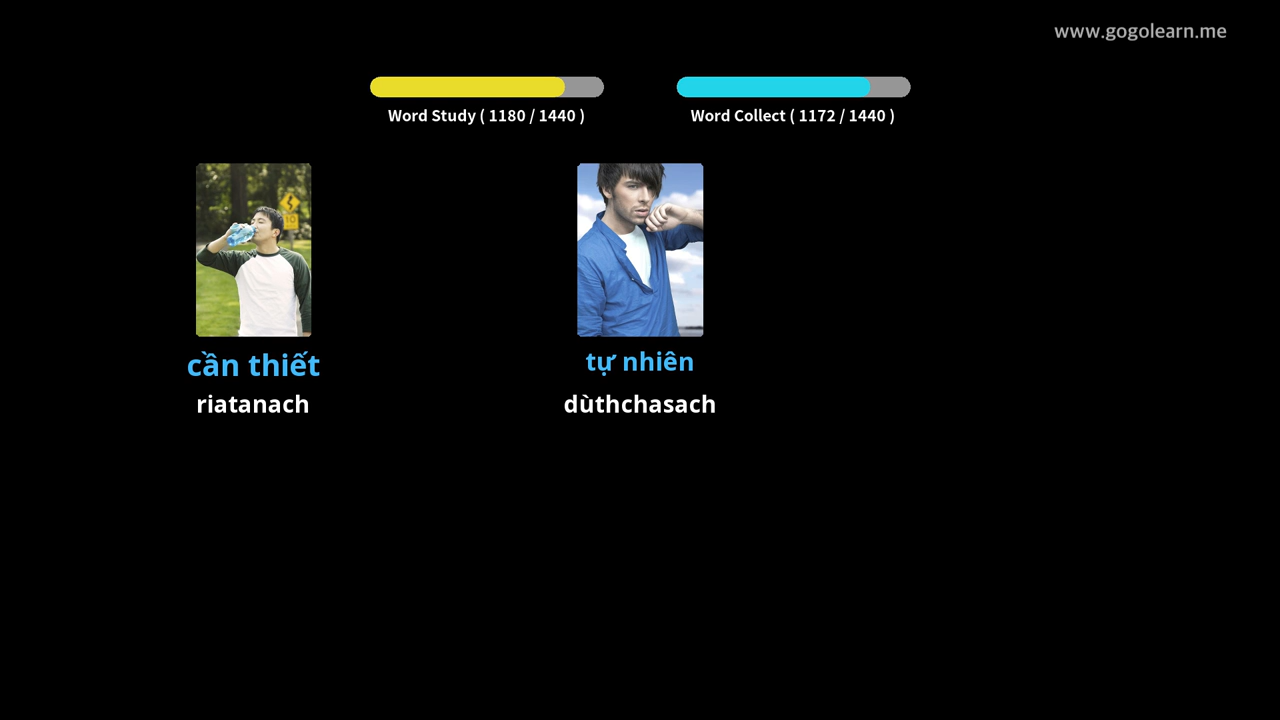 www.gogolearn.me
Word Study ( 1180 / 1440 )
Word Collect ( 1172 / 1440 )
cần thiết
riatanach
tự nhiên
dùthchasach